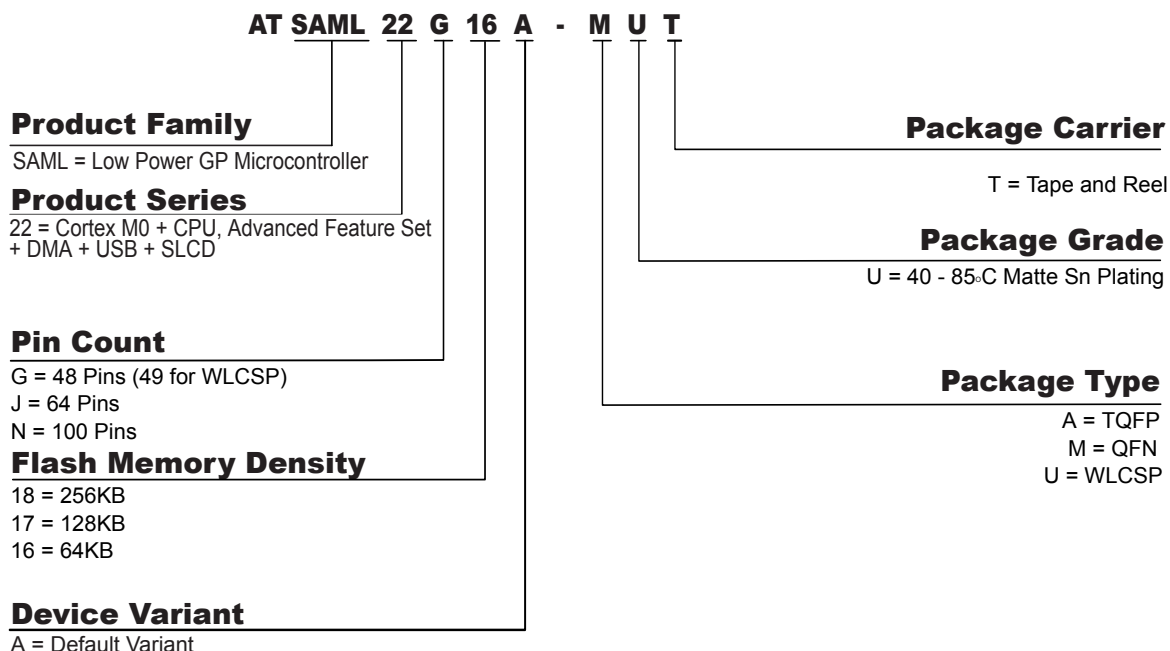 AT SAML 22 G 16 A - M U T
Product Family
SAML = Low Power GP Microcontroller
Product Series
22 = Cortex M0 + CPU, Advanced Feature Set
+ DMA + USB + SLCD
Pin Count
G = 48 Pins (49 for WLCSP)
J = 64 Pins
N = 100 Pins
Flash Memory Density
18 = 256KB
17 = 128KB
16 = 64KB
Device Variant
A = Default Variant
Package Carrier
T = Tape and Reel
Package Grade
U = 40 - 85°C Matte Sn Plating
Package Type
A = TQFP
M = QFN
U = WLCSP